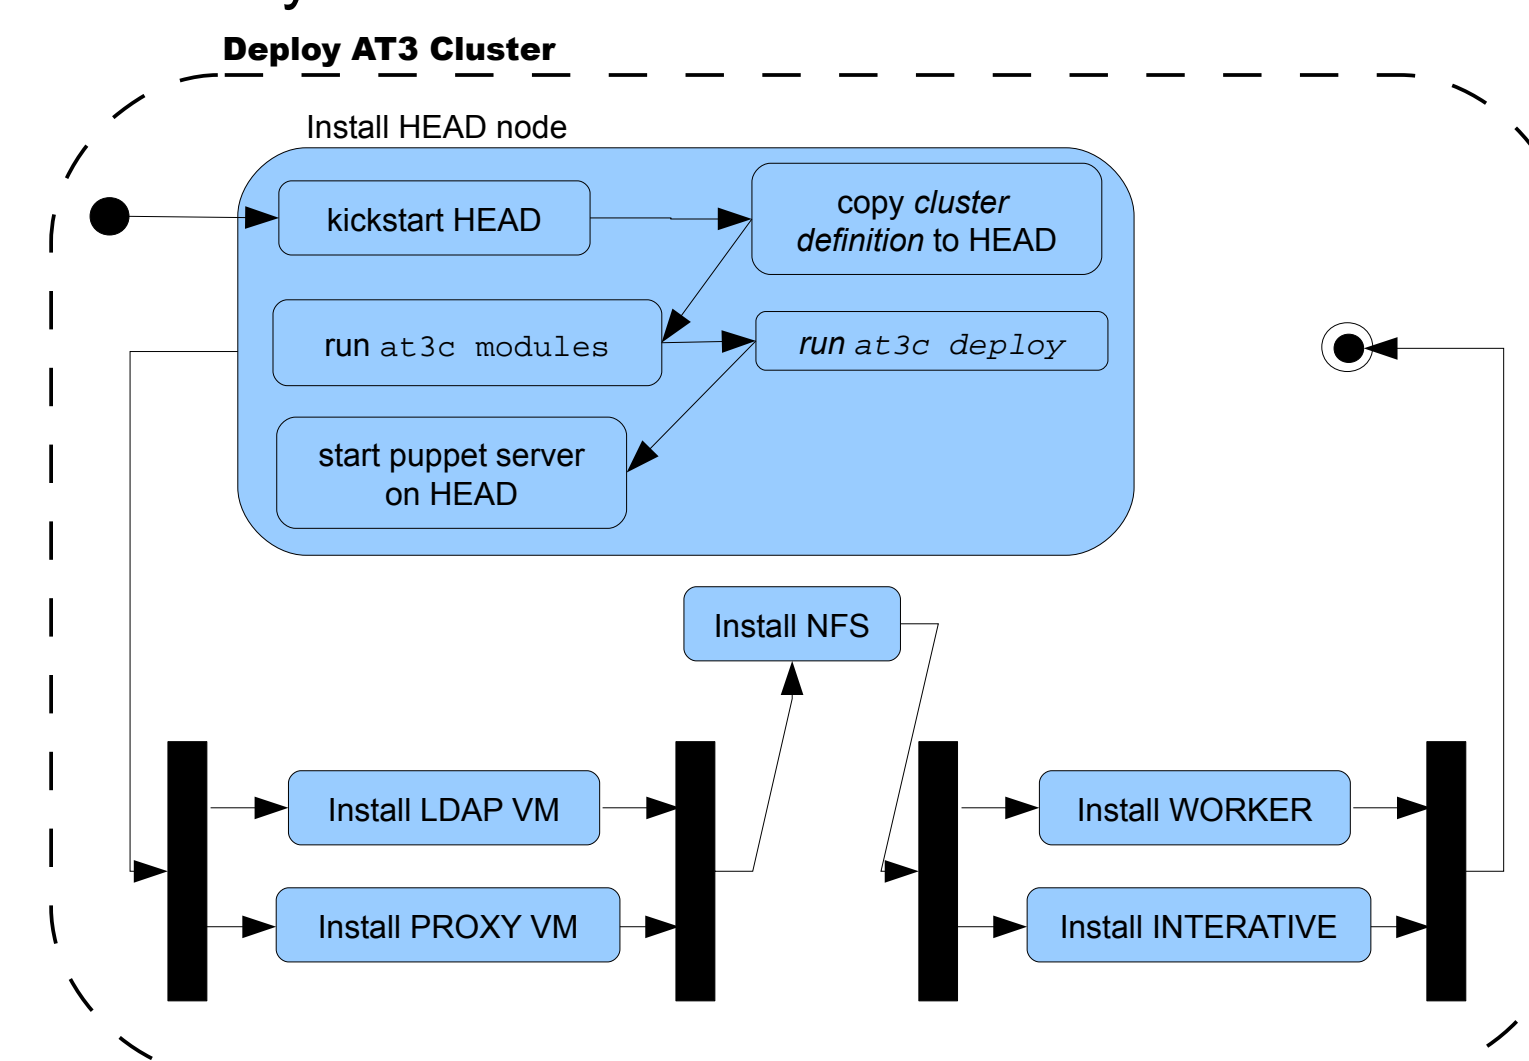 Deploy AT3 Cluster
Install HEAD node
kickstart HEAD
copy cluster
definition to HEAD
run at3c modules
run at3c deploy
start puppet server
on HEAD
Install NFS
Install LDAP VM
Install WORKER
Install PROXY VM
Install INTERATIVE